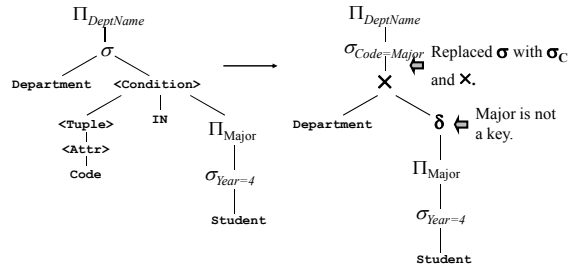 Π_DeptName
σ
Department <Condition>
<Tuple> IN Π_Major
<Attr>
Code
σ_Year=4
Student
Π_DeptName
σ_Code=Major Replaced σ with σ_C
and ×.
×
Department δ Major is not
a key.
Π_Major
σ_Year=4
Student